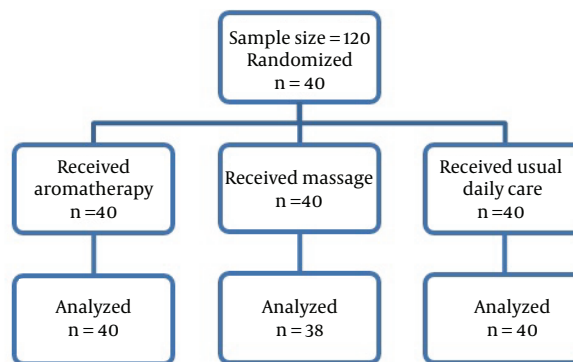 Sample size = 120
Randomized
n = 40
Received
aromatherapy
n =40
Received massage
n =40
Received usual
daily care
n =40
Analyzed
n = 40
Analyzed
n = 38
Analyzed
n = 40